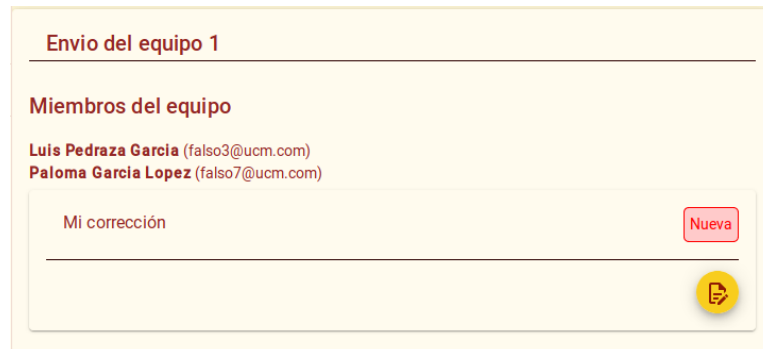 Envio del equipo 1
Miembros del equipo
Luis Pedraza Garcia (falso3@ucm.com)
Paloma Garcia Lopez (falso7@ucm.com)
Mi corrección
Nueva